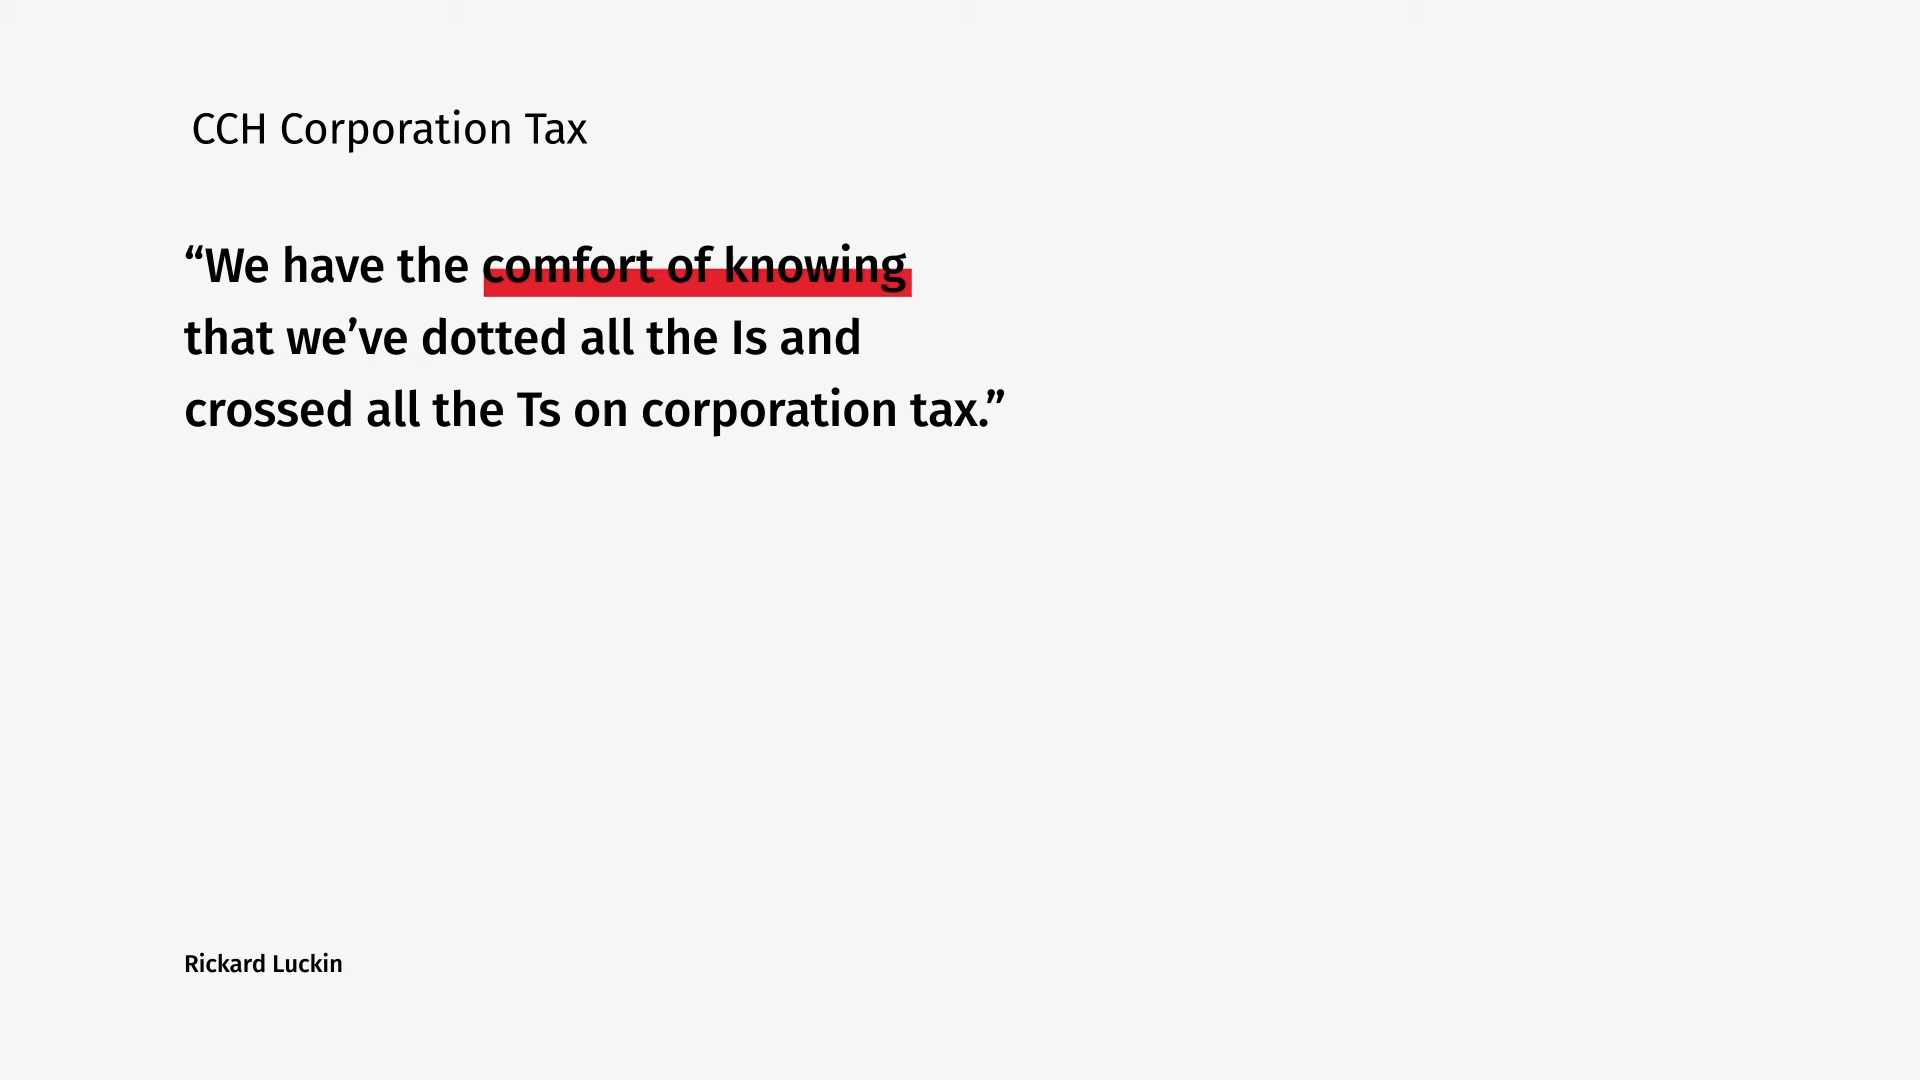 CCH Corporation Tax
“We have the comfort of knowing
that we’ve dotted all the Is and
crossed all the Ts on corporation tax.”
Rickard Luckin